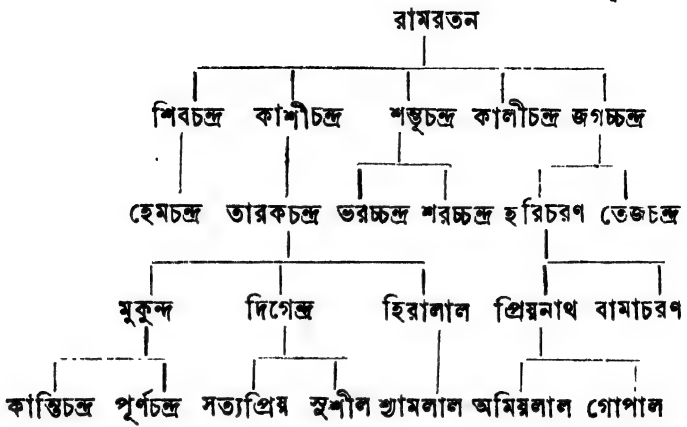 রামরতন
শিবচন্দ্র কাশীচন্দ্র শম্ভূচন্দ্র কালীচন্দ্র জগচ্চন্দ্র
হেমচন্দ্র তারকচন্দ্র ভরচ্চন্দ্র শরচ্চন্দ্র হরিচরণ তেজচন্দ্র
মুকুন্দ দিগেন্দ্র হিরালাল প্রিয়নাথ বামাচরণ
কান্তিচন্দ্র পূর্ণচন্দ্র সত্যপ্রিয় সুশীল শ্যামলাল অমিয়লাল গোপাল